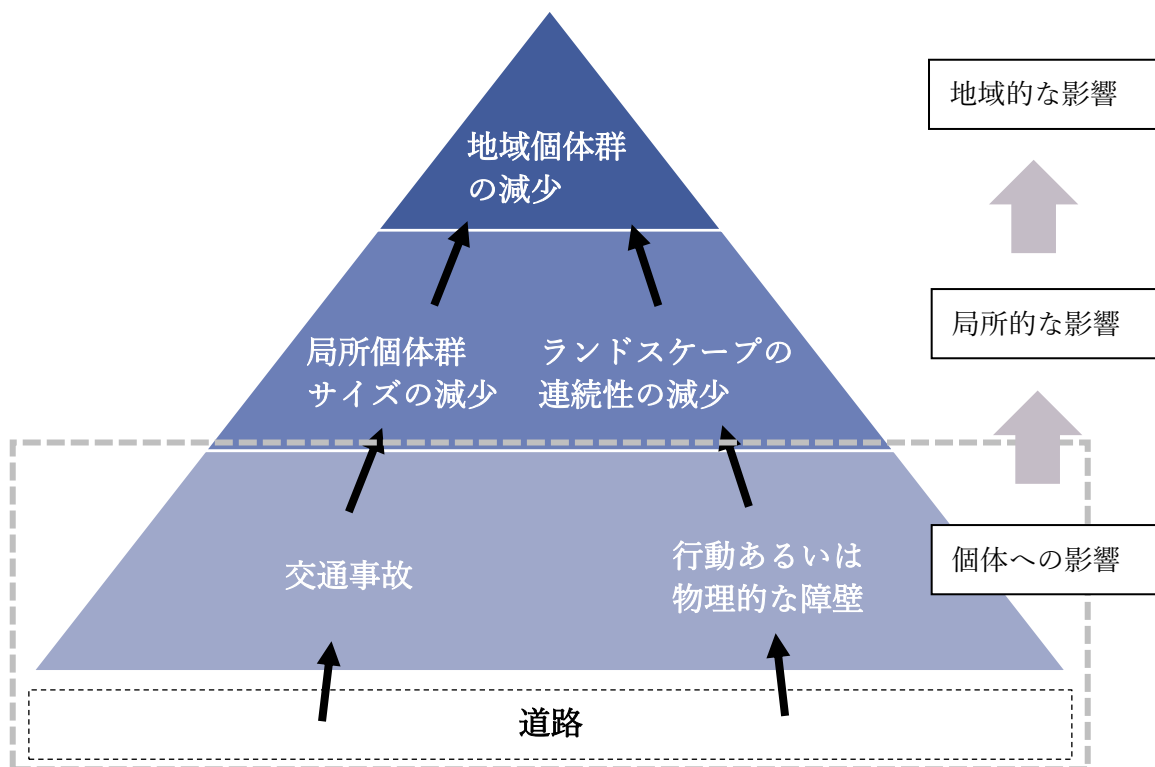 地域個体群
の減少
地域的な影響
局所個体群
サイズの減少
ランドスケープの
連続性の減少
局所的な影響
交通事故
行動あるいは
物理的な障壁
個体への影響
道路